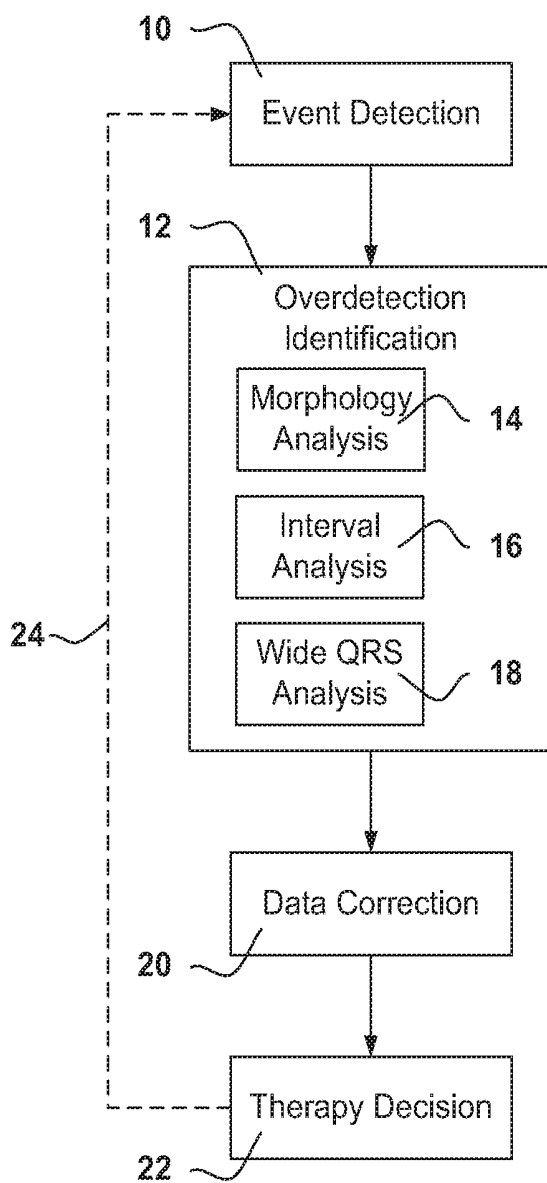 10
Event Detection
12
Overdetection
Identification
Morphology
Analysis
14
Interval
Analysis
16
24
Wide QRS
Analysis
18
Data Correction
20
Therapy Decision
22